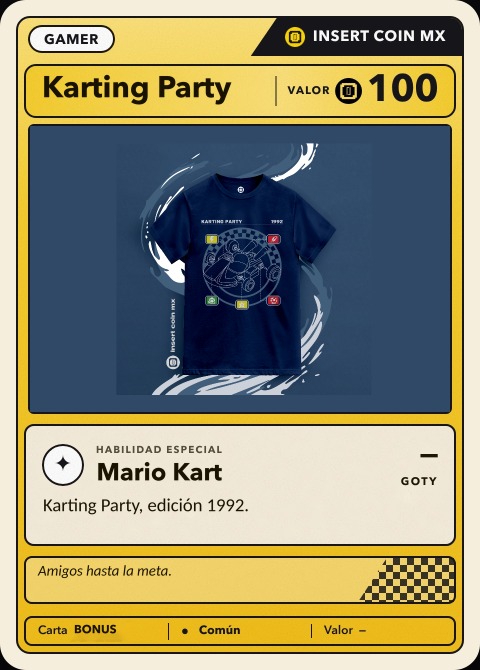 GAMER
INSERT COIN MX
Karting Party
VALOR 100
KARTING PARTY 1992
insert coin mx
HABILIDAD ESPECIAL
Mario Kart
—
GOTY
Karting Party, edición 1992.
Amigos hasta la meta.
Carta BONUS • Común Valor –